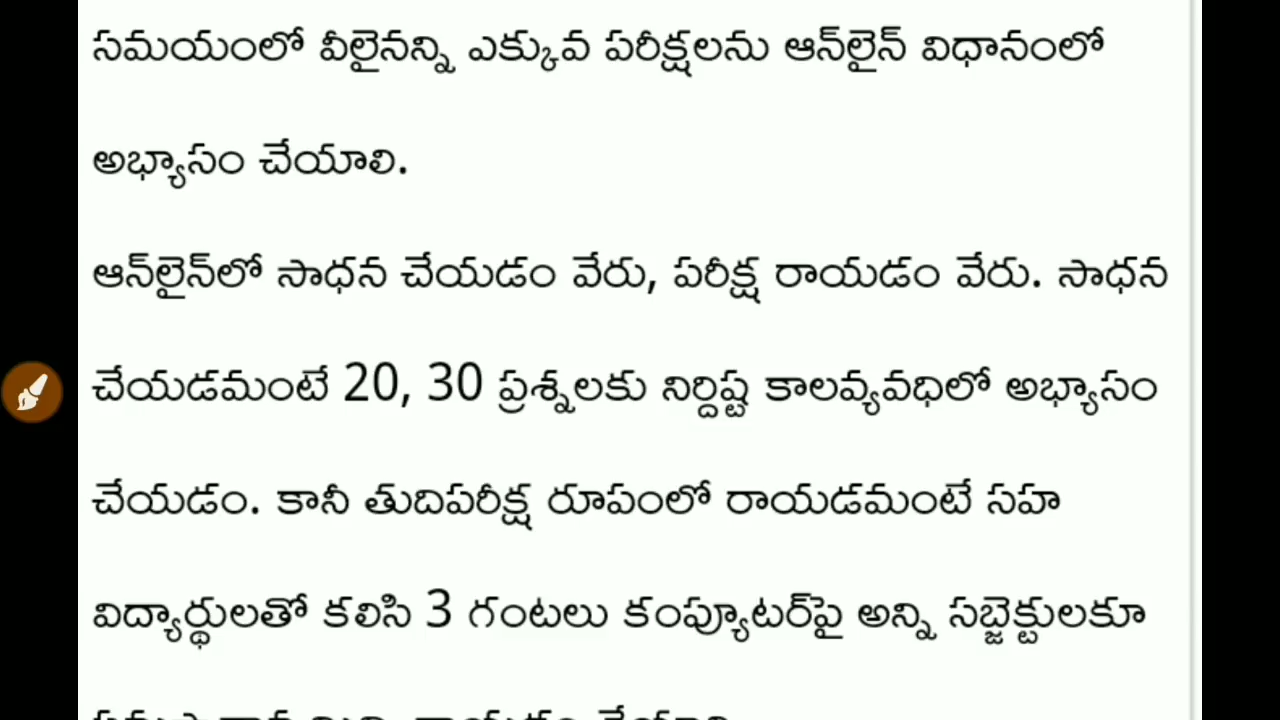 సమయంలో వీలైనన్ని ఎక్కువ పరీక్షలను ఆన్‌లైన్ విధానంలో
అభ్యాసం చేయాలి.
ఆన్‌లైన్‌లో సాధన చేయడం వేరు, పరీక్ష రాయడం వేరు. సాధన
చేయడమంటే 20, 30 ప్రశ్నలకు నిర్దిష్ట కాలవ్యవధిలో అభ్యాసం
చేయడం. కానీ తుదిపరీక్ష రూపంలో రాయడమంటే సహ
విద్యార్థులతో కలిసి 3 గంటలు కంప్యూటర్‌పై అన్ని సబ్జెక్టులకూ